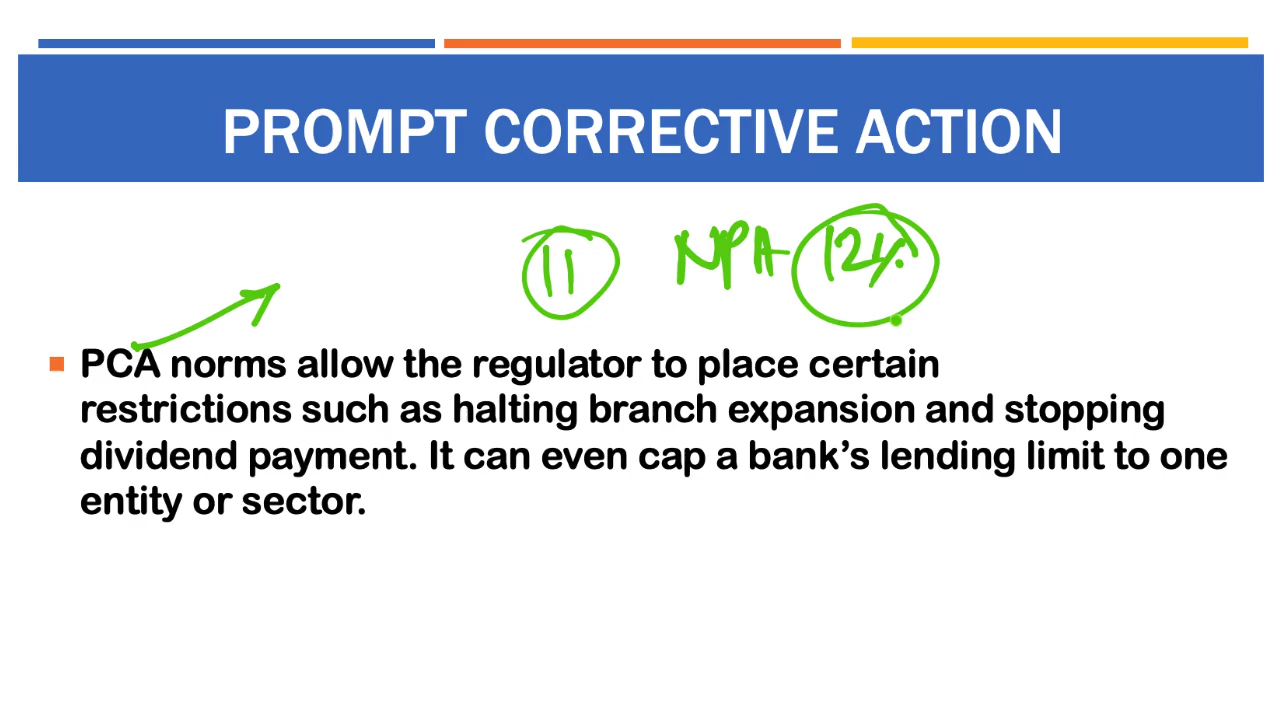 PROMPT CORRECTIVE ACTION
11 NPA- 12%
PCA norms allow the regulator to place certain
restrictions such as halting branch expansion and stopping
dividend payment. It can even cap a bank's lending limit to one
entity or sector.